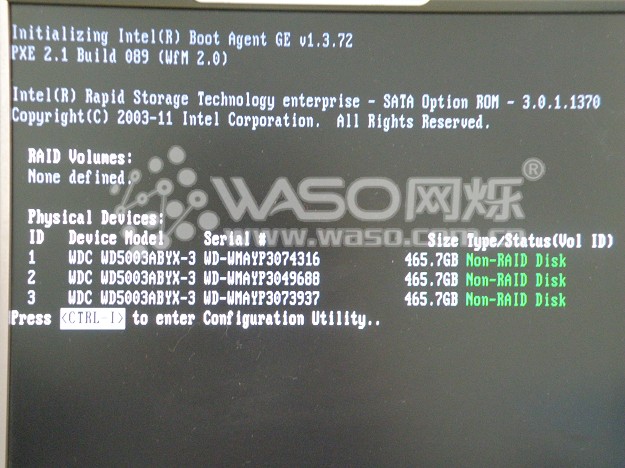 Initializing Intel(R) Boot Agent GE v1.3.72
PXE 2.1 Build 089 (WfM 2.0)
Intel(R) Rapid Storage Technology enterprise - SATA Option ROM - 3.0.1.1370
Copyright(C) 2003-11 Intel Corporation. All Rights Reserved.
RAID Volumes:
None defined.
WASO网烁®
www.waso.com.cn
Physical Devices:
ID Device Model Serial # Size Type/Status(Vol ID)
1 WDC WD5003ABYX-3 WD-WMAYP3074316 465.7GB Non-RAID Disk
2 WDC WD5003ABYX-3 WD-WMAYP3049688 465.7GB Non-RAID Disk
3 WDC WD5003ABYX-3 WD-WMAYP3073937 465.7GB Non-RAID Disk
Press <CTRL-I> to enter Configuration Utility..